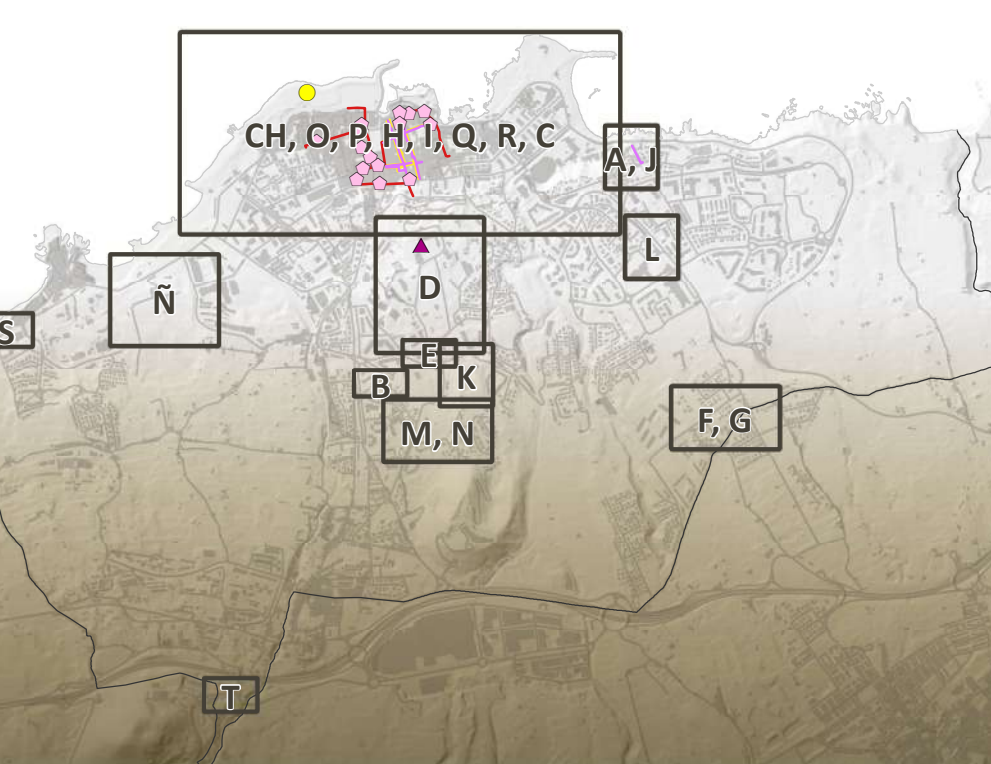 CH, O, P, H, I, Q, R, C
A, J
L
D
Ñ
S
E
K
B
F, G
M, N
T